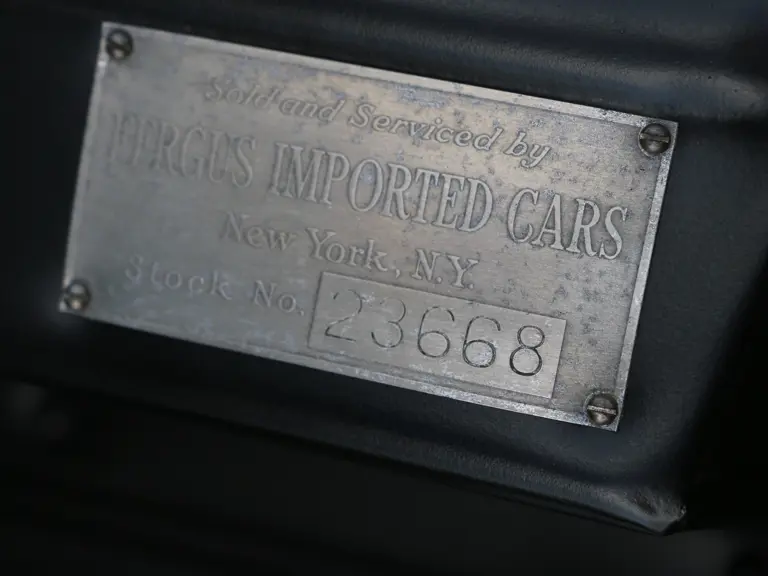 Sold and Serviced by
FERGUS IMPORTED CARS
New York, N.Y.
Stock No. 23668